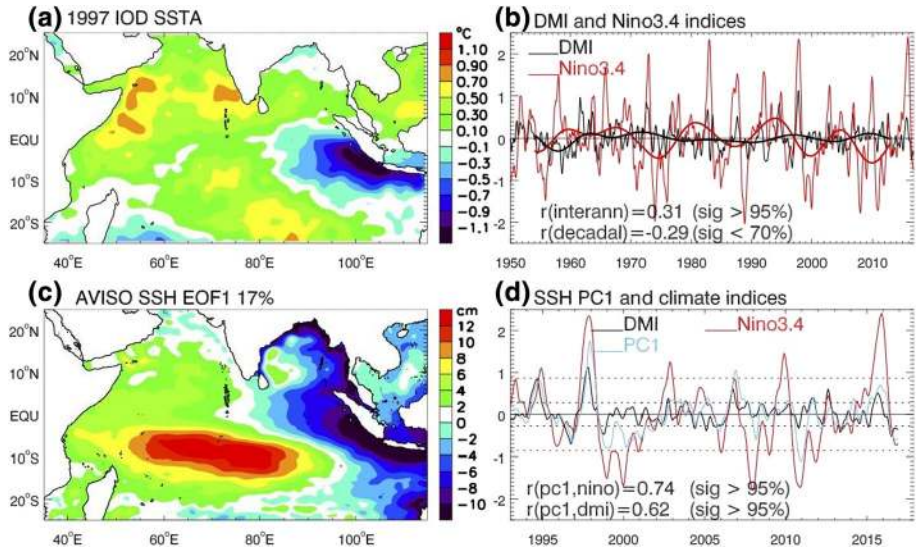 (a) 1997 IOD SSTA
20°N
10°N
EQU
10°S
20°S
40°E 60°E 80°E 100°E
°C
1.10
0.90
0.70
0.50
0.30
0.10
-0.1
-0.3
-0.5
-0.7
-0.9
-1.1
(b) DMI and Nino3.4 indices
DMI
Nino3.4
2
1
0
-1
-2
r(interann)=0.31 (sig > 95%)
r(decadal)=-0.29 (sig < 70%)
1950 1960 1970 1980 1990 2000 2010
(c) AVISO SSH EOF1 17%
20°N
10°N
EQU
10°S
20°S
40°E 60°E 80°E 100°E
cm
12
10
8
6
4
2
0
-2
-4
-6
-8
-10
(d) SSH PC1 and climate indices
DMI Nino3.4
PC1
2
1
0
-1
-2
r(pc1,nino)=0.74 (sig > 95%)
r(pc1,dmi)=0.62 (sig > 95%)
1995 2000 2005 2010 2015